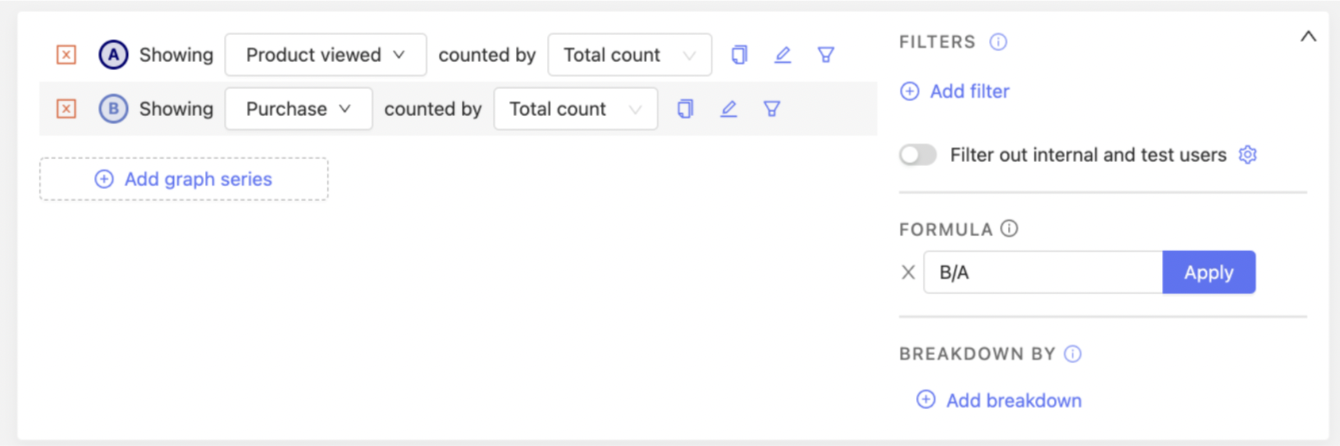 A Showing Product viewed counted by Total count
B Showing Purchase counted by Total count
Add graph series
FILTERS
Add filter
Filter out internal and test users
FORMULA
B/A Apply
BREAKDOWN BY
Add breakdown